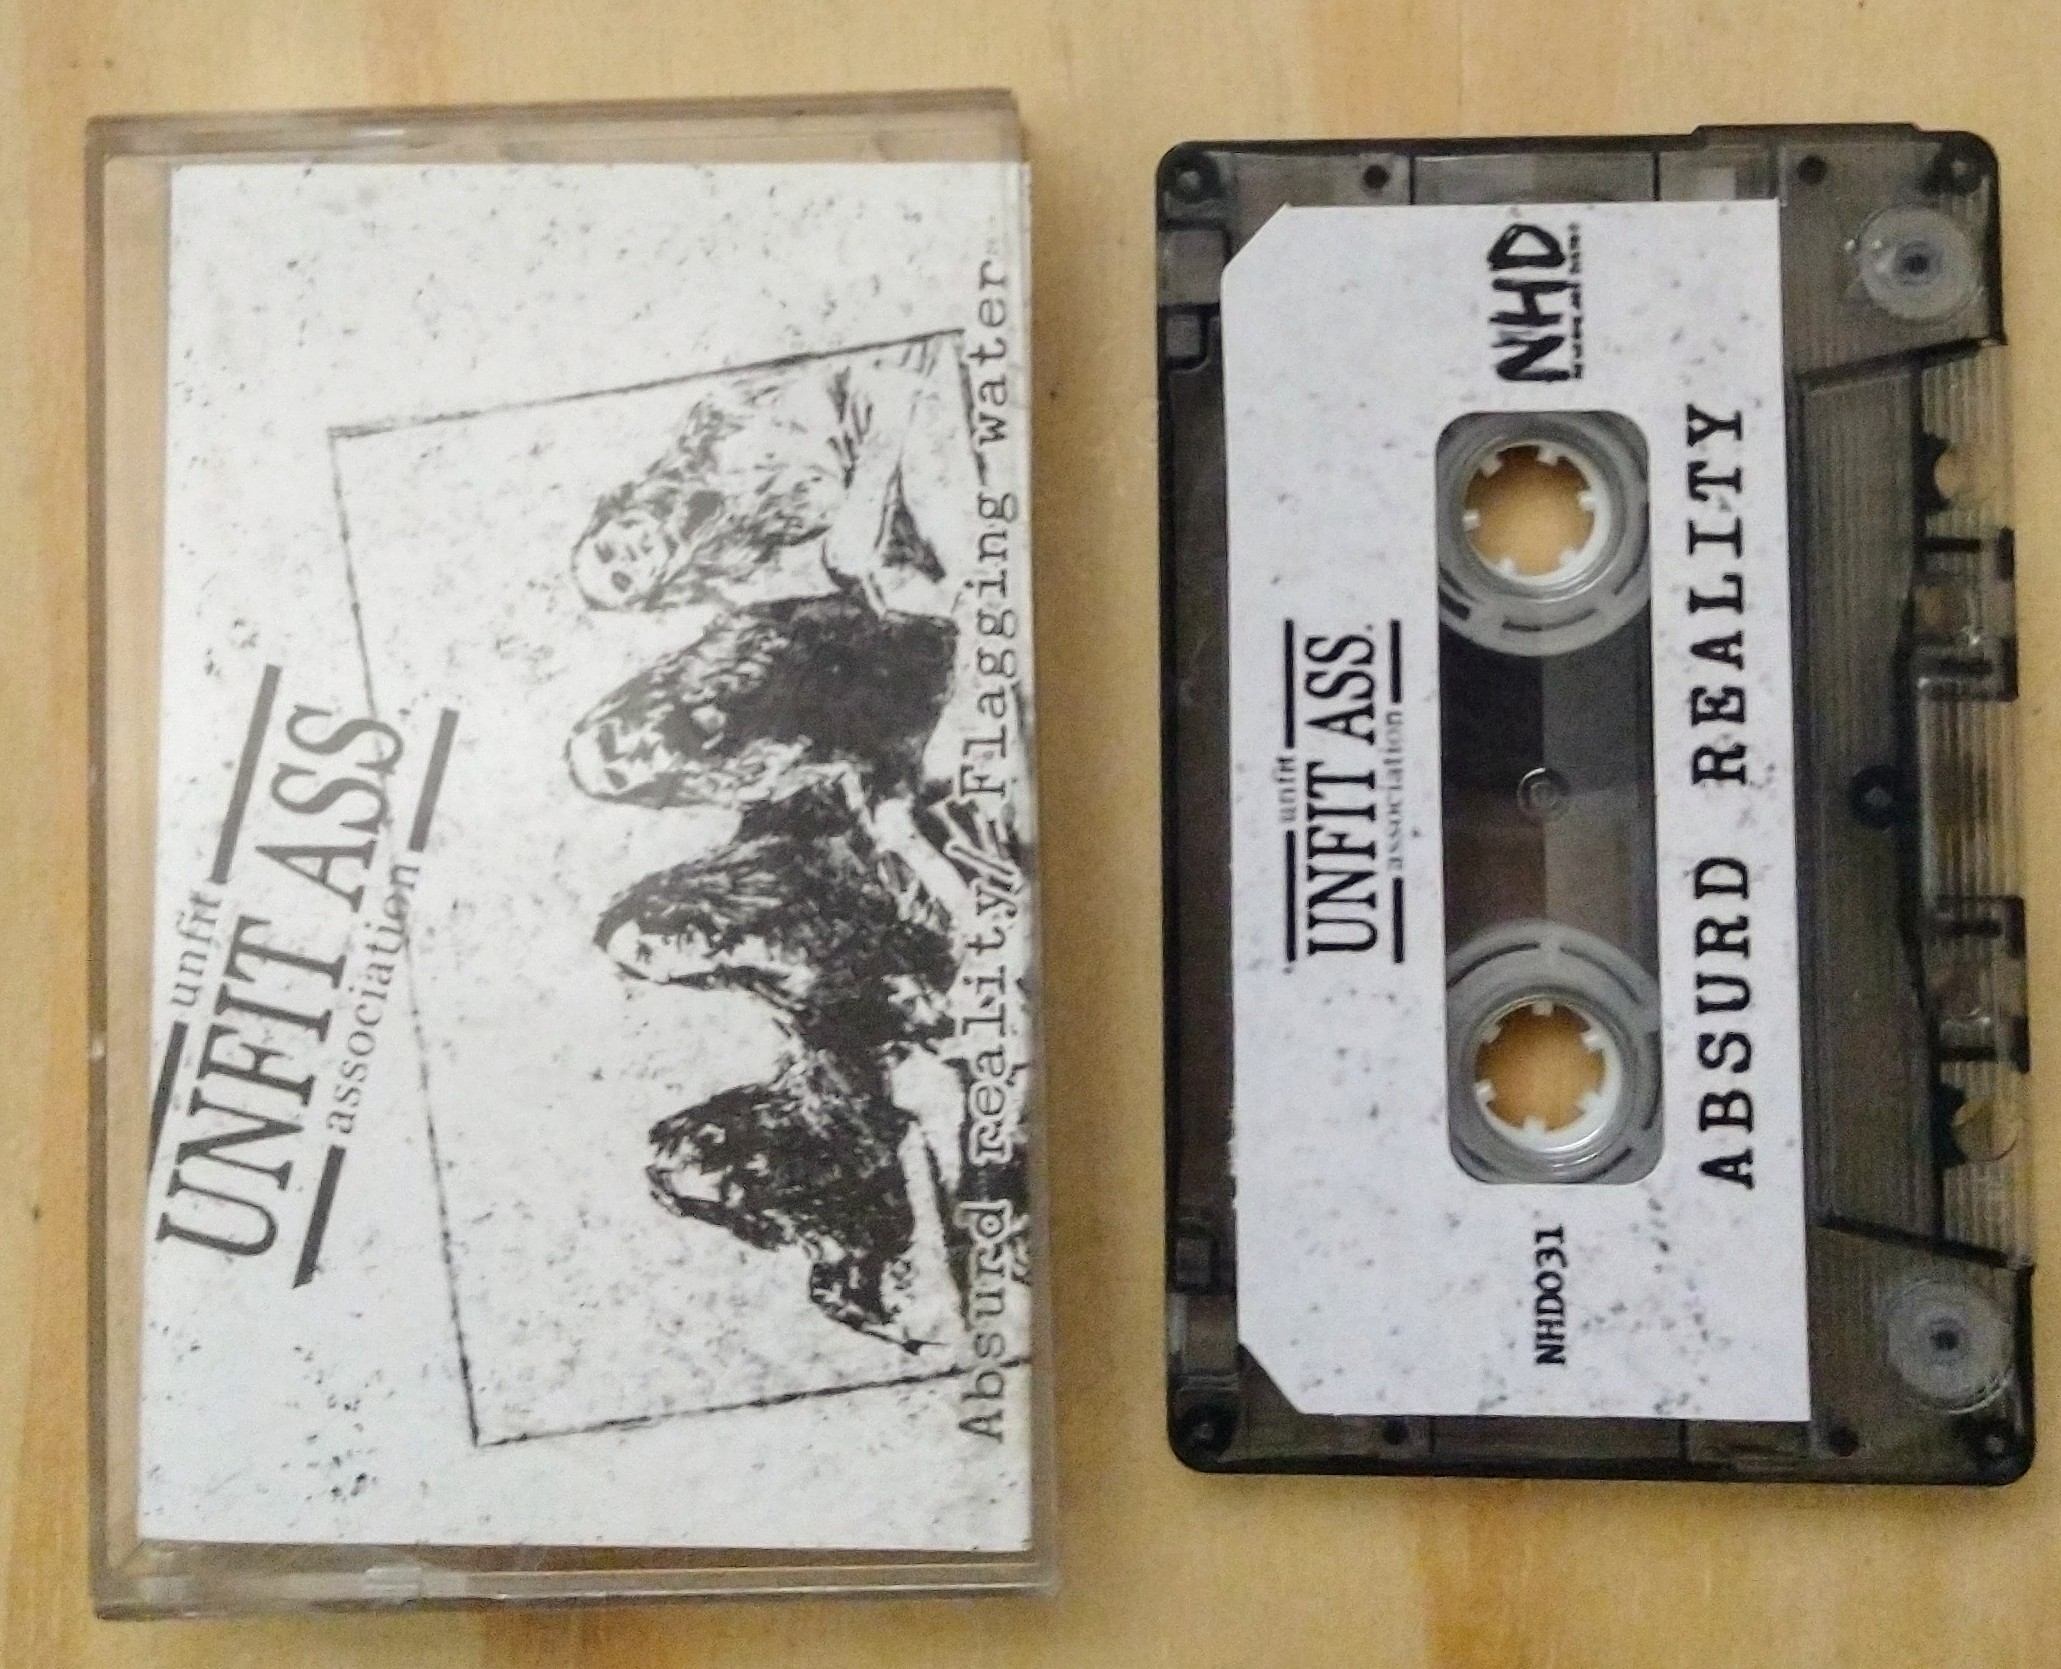 unfit
UNFIT ASS.
association
Absurd reality/Flagging water
unfit
UNFIT ASS.
association
NHD031
NHD
ABSURD REALITY